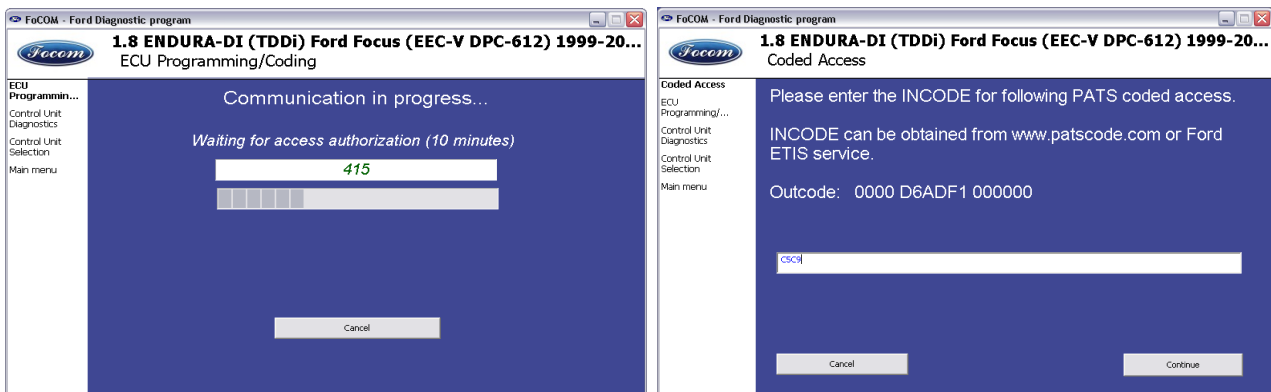 FoCOM - Ford Diagnostic program
Focom
1.8 ENDURA-DI (TDDi) Ford Focus (EEC-V DPC-612) 1999-20...
ECU Programming/Coding
ECU
Programmin...
Control Unit
Diagnostics
Control Unit
Selection
Main menu
Communication in progress...
Waiting for access authorization (10 minutes)
415
Cancel
FoCOM - Ford Diagnostic program
Focom
1.8 ENDURA-DI (TDDi) Ford Focus (EEC-V DPC-612) 1999-20...
Coded Access
Coded Access
ECU
Programming/...
Control Unit
Diagnostics
Control Unit
Selection
Main menu
Please enter the INCODE for following PATS coded access.
INCODE can be obtained from www.patscode.com or Ford
ETIS service.
Outcode: 0000 D6ADF1 000000
C5C9
Cancel
Continue